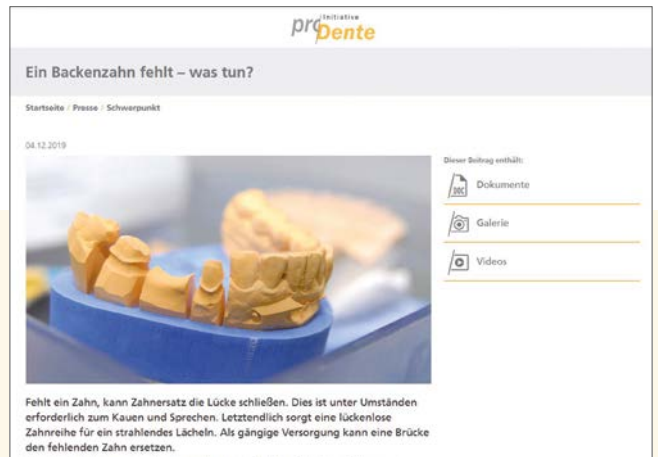 Initiative
proDente
Ein Backenzahn fehlt – was tun?
Startseite / Presse / Schwerpunkt
04.12.2019
Dieser Beitrag enthält:
DOC Dokumente
Galerie
Videos
Fehlt ein Zahn, kann Zahnersatz die Lücke schließen. Dies ist unter Umständen
erforderlich zum Kauen und Sprechen. Letztendlich sorgt eine lückenlose
Zahnreihe für ein strahlendes Lächeln. Als gängige Versorgung kann eine Brücke
den fehlenden Zahn ersetzen.